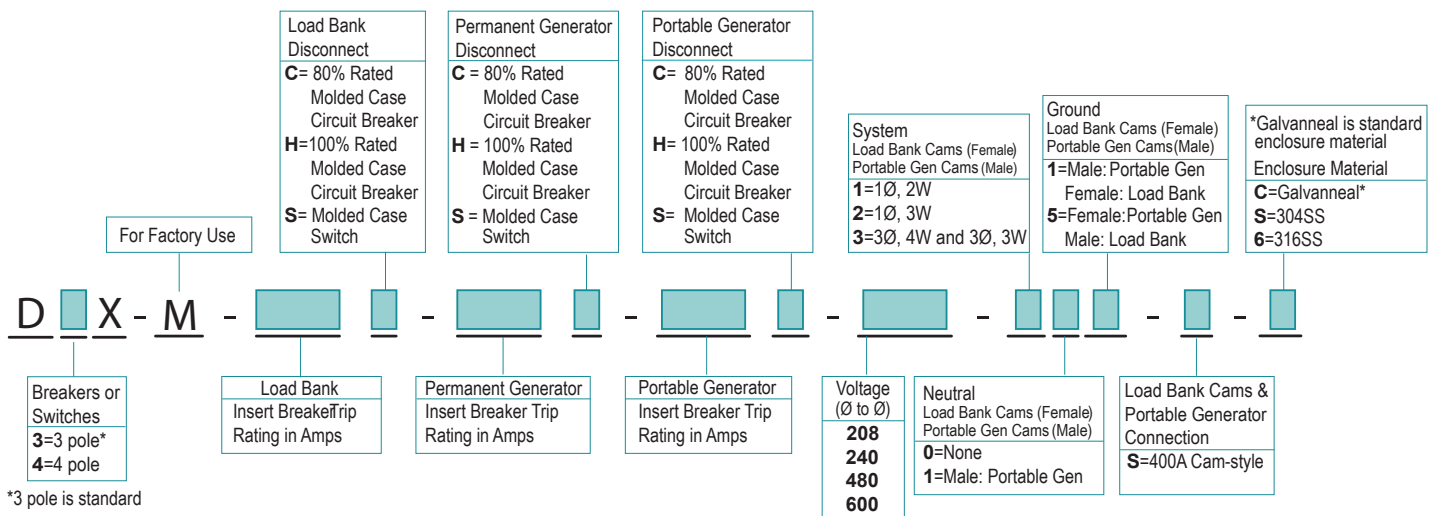 Load Bank
Disconnect
C= 80% Rated
Molded Case
Circuit Breaker
H=100% Rated
Molded Case
Circuit Breaker
S= Molded Case
Switch
Permanent Generator
Disconnect
C = 80% Rated
Molded Case
Circuit Breaker
H = 100% Rated
Molded Case
Circuit Breaker
S = Molded Case
Switch
Portable Generator
Disconnect
C= 80% Rated
Molded Case
Circuit Breaker
H= 100% Rated
Molded Case
Circuit Breaker
S= Molded Case
Switch
System
Load Bank Cams (Female)
Portable Gen Cams (Male)
1=1Ø, 2W
2=1Ø, 3W
3=3Ø, 4W and 3Ø, 3W
Ground
Load Bank Cams (Female)
Portable Gen Cams (Male)
1=Male: Portable Gen
Female: Load Bank
5=Female: Portable Gen
Male: Load Bank
*Galvanneal is standard
enclosure material
Enclosure Material
C=Galvanneal*
S=304SS
6=316SS
For Factory Use
D X - M - - - - - - -
Breakers or
Switches
3=3 pole*
4=4 pole
*3 pole is standard
Load Bank
Insert BreakerTrip
Rating in Amps
Permanent Generator
Insert Breaker Trip
Rating in Amps
Portable Generator
Insert Breaker Trip
Rating in Amps
Voltage
(Ø to Ø)
208
240
480
600
Neutral
Load Bank Cams (Female)
Portable Gen Cams (Male)
0=None
1=Male: Portable Gen
Load Bank Cams &
Portable Generator
Connection
S=400A Cam-style